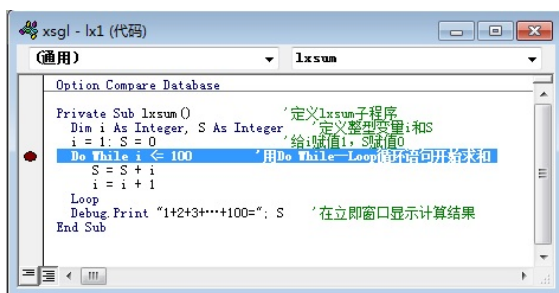 xsgl - lx1 (代码)
(通用) lxsum
Option Compare Database
Private Sub lxsum() '定义lxsum子程序
Dim i As Integer, S As Integer '定义整型变量i和S
i = 1: S = 0 '给i赋值1，S赋值0
Do While i <= 100 '用Do While—Loop循环语句开始求和
S = S + i
i = i + 1
Loop
Debug.Print "1+2+3+…+100="; S '在立即窗口显示计算结果
End Sub